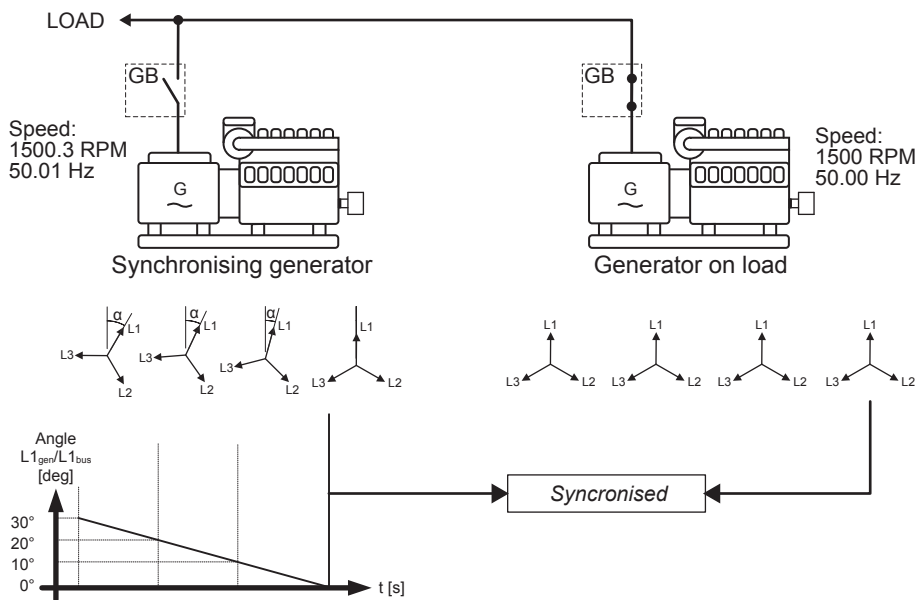 LOAD
GB
GB
Speed:
1500.3 RPM
50.01 Hz
Speed:
1500 RPM
50.00 Hz
G
G
Synchronising generator
Generator on load
α
L1
L3
L2
α
L1
L3
L2
α
L1
L3
L2
L1
L3
L2
L1
L3
L2
L1
L3
L2
L1
L3
L2
L1
L3
L2
Angle
L1gen/L1bus
[deg]
Syncronised
30°
20°
10°
0°
t [s]